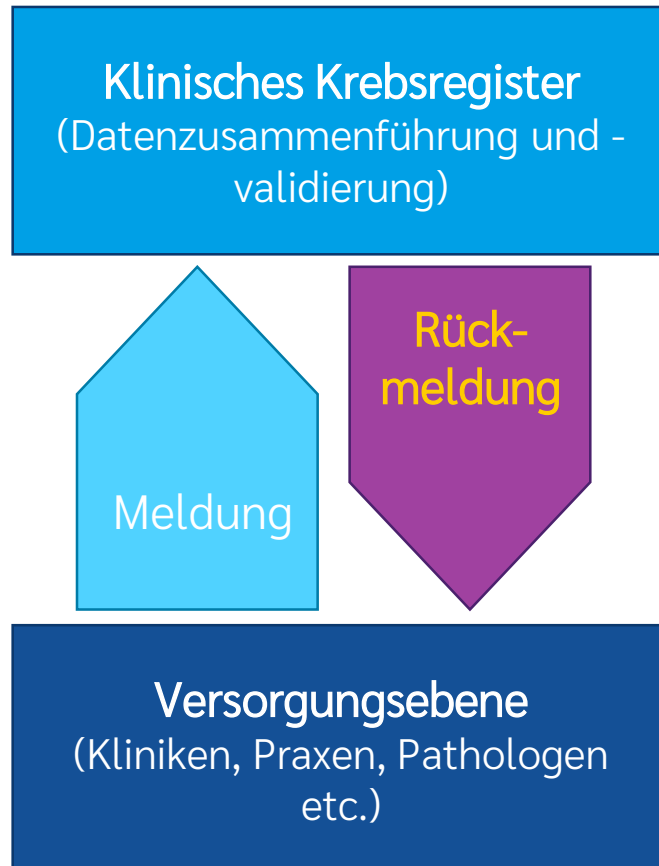 Klinisches Krebsregister
(Datenzusammenführung und -
validierung)
Rück-
meldung
Meldung
Versorgungsebene
(Kliniken, Praxen, Pathologen
etc.)